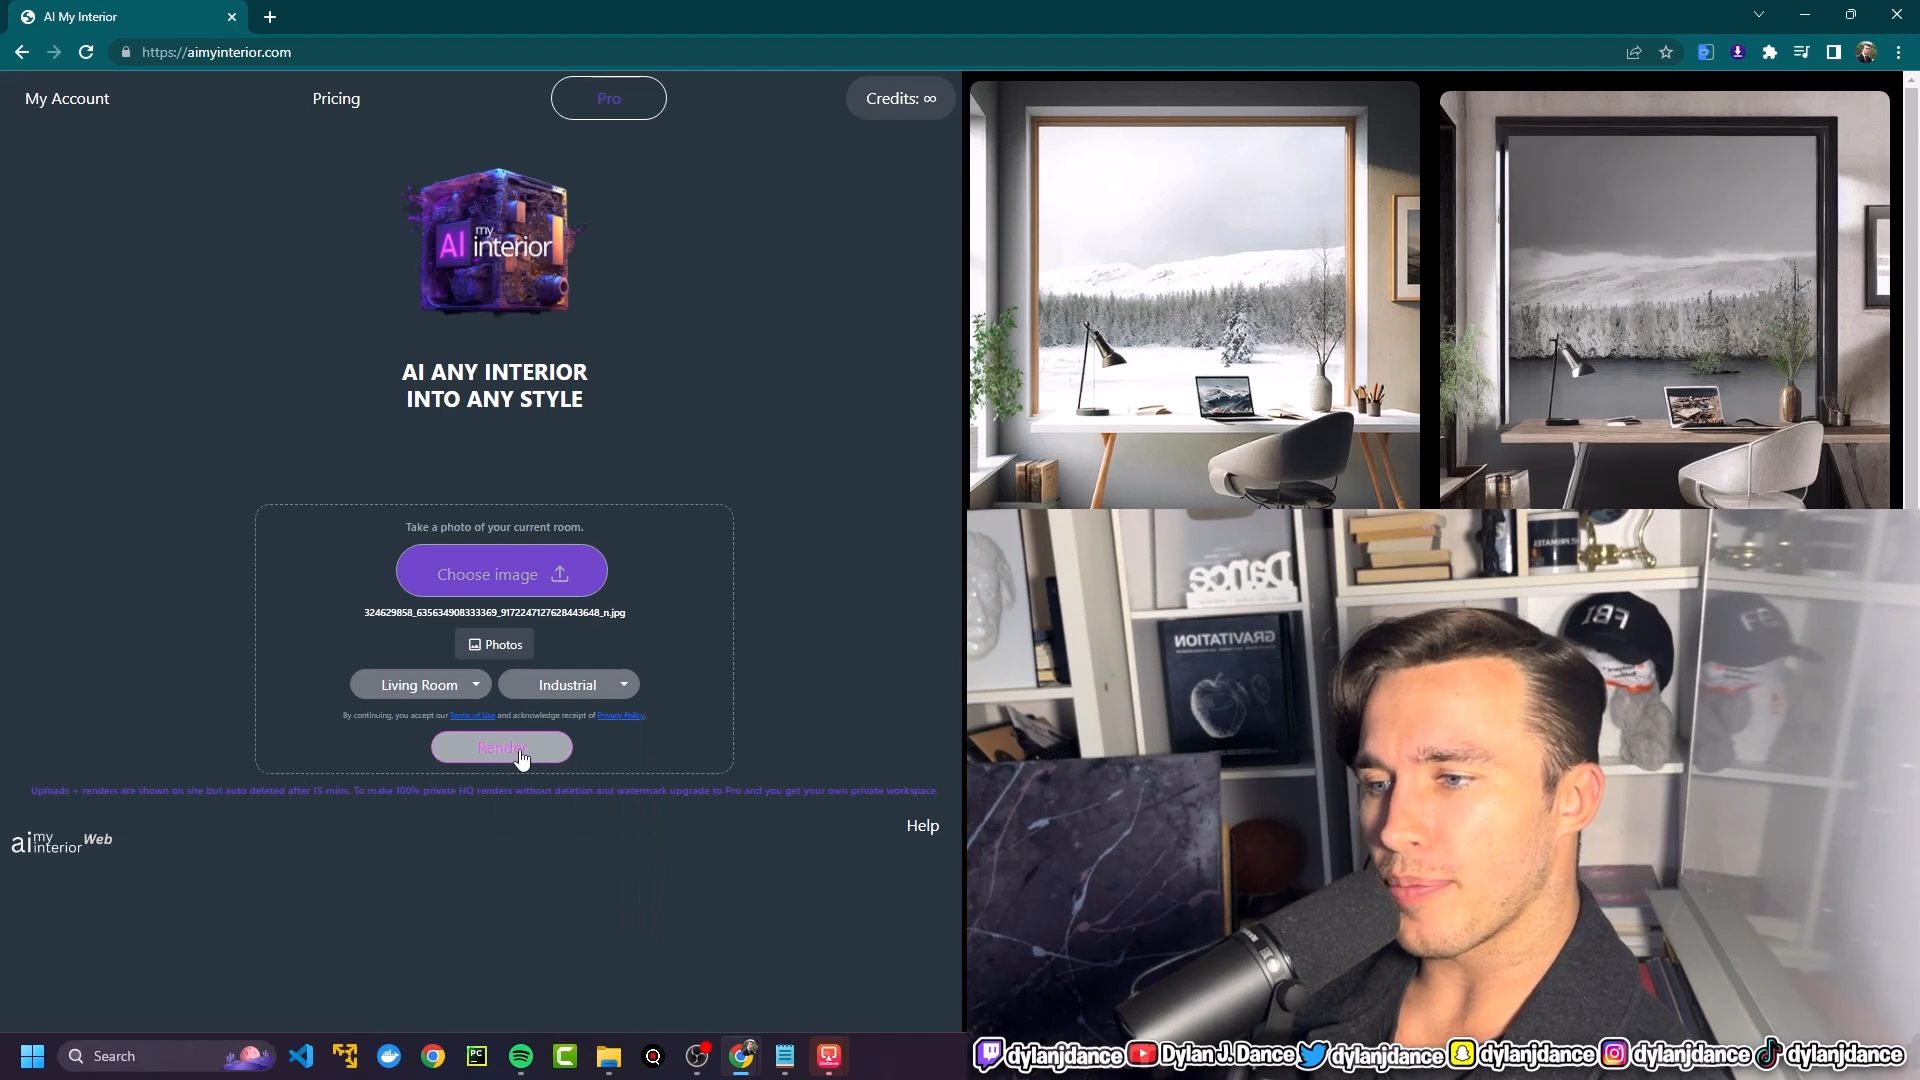 AI My Interior
https://aimyinterior.com
My Account
Pricing
Pro
Credits: ∞
AI my interior
AI ANY INTERIOR
INTO ANY STYLE
Take a photo of your current room.
Choose image
324629858_635634908333369_9172247127628443648_n.jpg
Photos
Living Room
Industrial
By continuing, you accept our Terms of Use and acknowledge receipt of Privacy Policy.
Render
Uploads + renders are shown on site but auto deleted after 15 mins. To make 100% private HQ renders without deletion and watermark upgrade to Pro and you get your own private workspace.
Help
ai my interior Web
Dance
GRAVITATION
FBI
Search
PC
dylanjdance
Dylan J. Dance
dylanjdance
dylanjdance
dylanjdance
dylanjdance